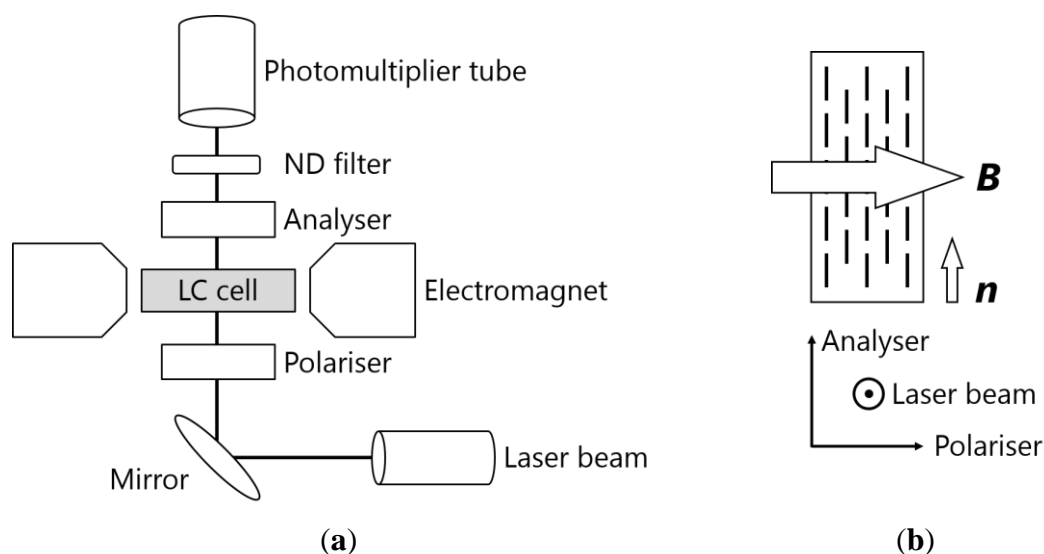 Photomultiplier tube
ND filter
Analyser
LC cell
Electromagnet
Polariser
Mirror
Laser beam
(a)
B
n
Analyser
Laser beam
Polariser
(b)